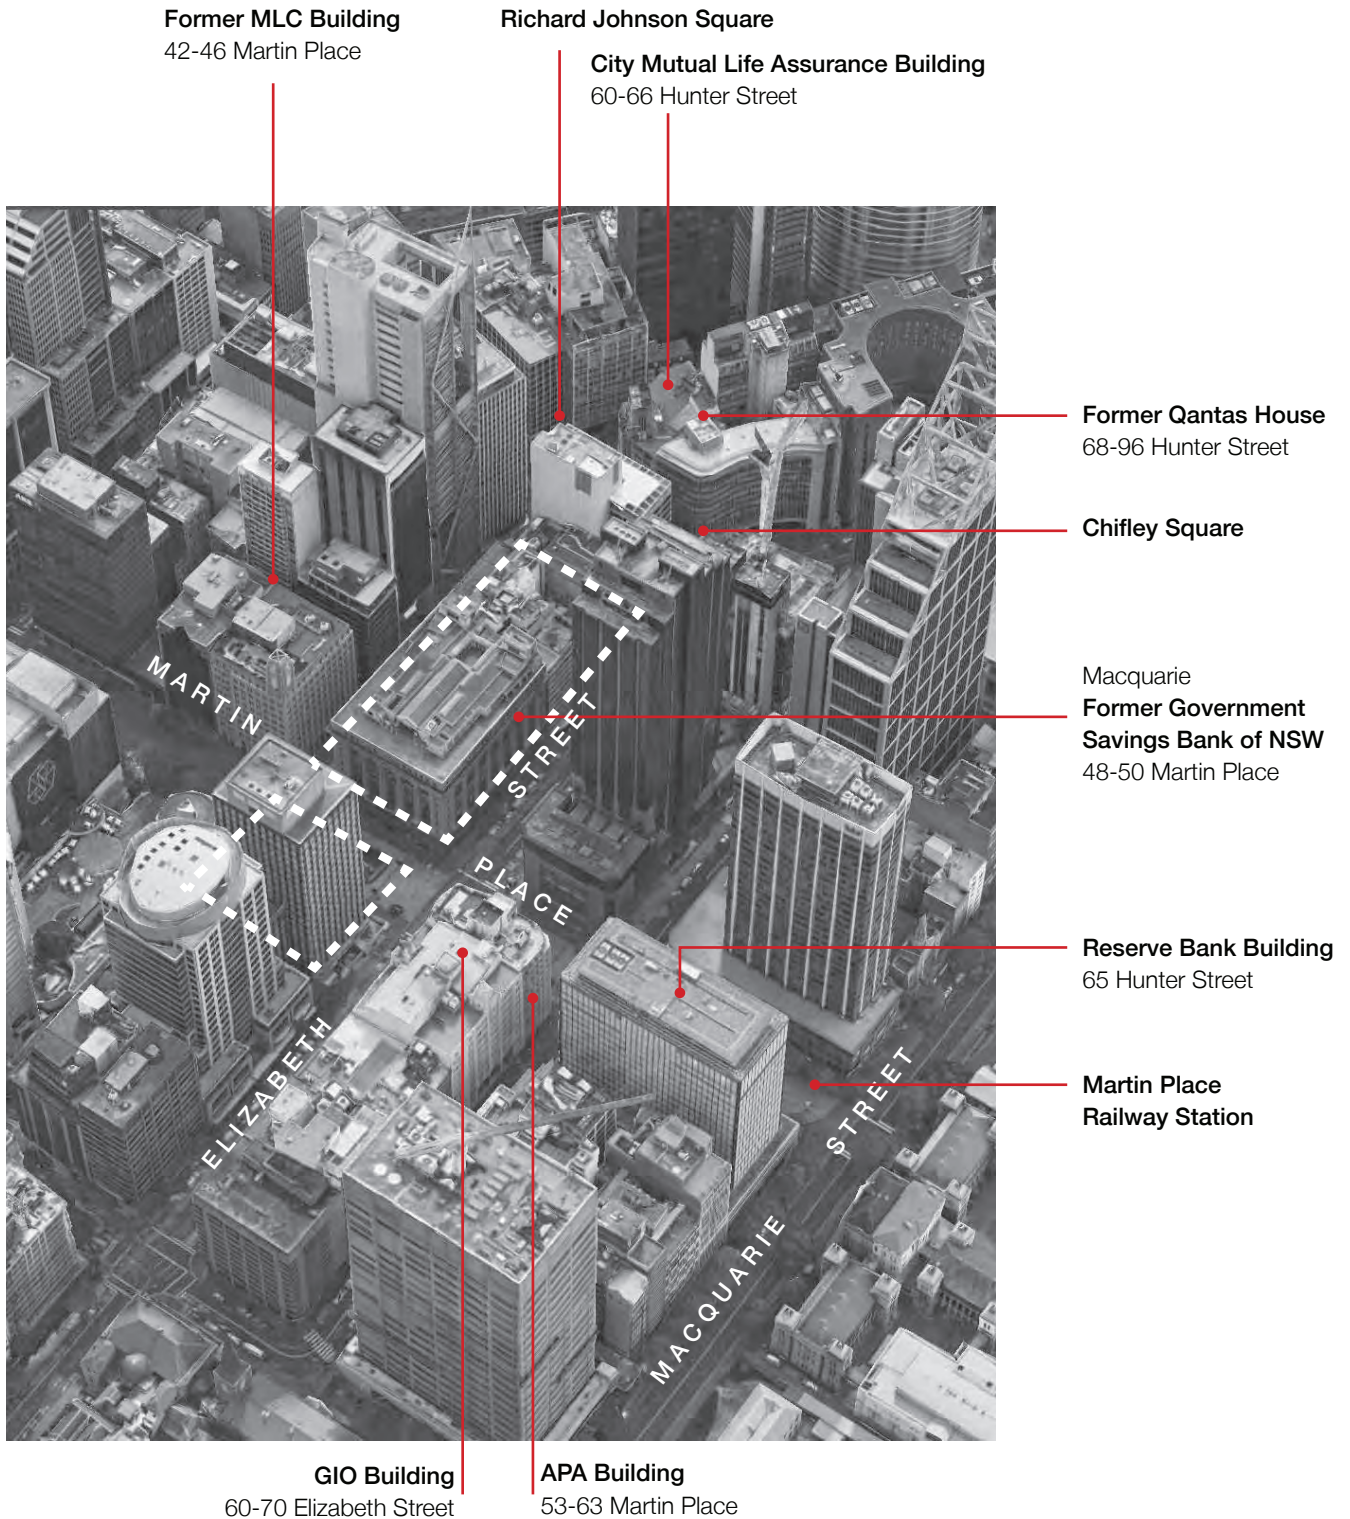 Former MLC Building
42-46 Martin Place
Richard Johnson Square
City Mutual Life Assurance Building
60-66 Hunter Street
Former Qantas House
68-96 Hunter Street
Chifley Square
Macquarie
Former Government
Savings Bank of NSW
48-50 Martin Place
MARTIN
STREET
PLACE
Reserve Bank Building
65 Hunter Street
ELIZABETH
STREET
Martin Place
Railway Station
MACQUARIE
GIO Building
60-70 Elizabeth Street
APA Building
53-63 Martin Place